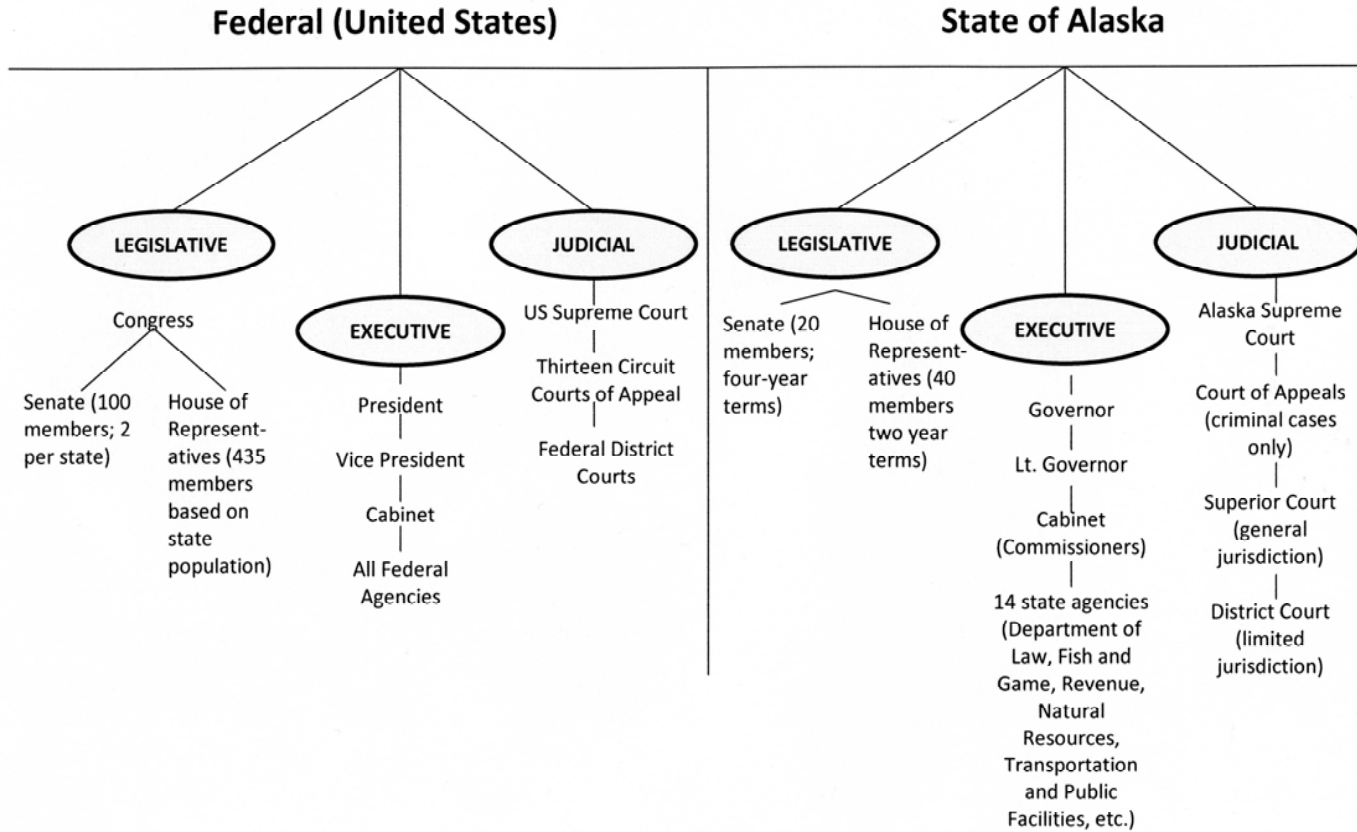 Federal (United States)
State of Alaska
LEGISLATIVE
Congress
Senate (100
members; 2
per state)
House of
Represent-
atives (435
members
based on
state
population)
EXECUTIVE
President
Vice President
Cabinet
All Federal
Agencies
JUDICIAL
US Supreme Court
Thirteen Circuit
Courts of Appeal
Federal District
Courts
LEGISLATIVE
Senate (20
members;
four-year
terms)
House of
Represent-
atives (40
members
two year
terms)
EXECUTIVE
Governor
Lt. Governor
Cabinet
(Commissioners)
14 state agencies
(Department of
Law, Fish and
Game, Revenue,
Natural
Resources,
Transportation
and Public
Facilities, etc.)
JUDICIAL
Alaska Supreme
Court
Court of Appeals
(criminal cases
only)
Superior Court
(general
jurisdiction)
District Court
(limited
jurisdiction)